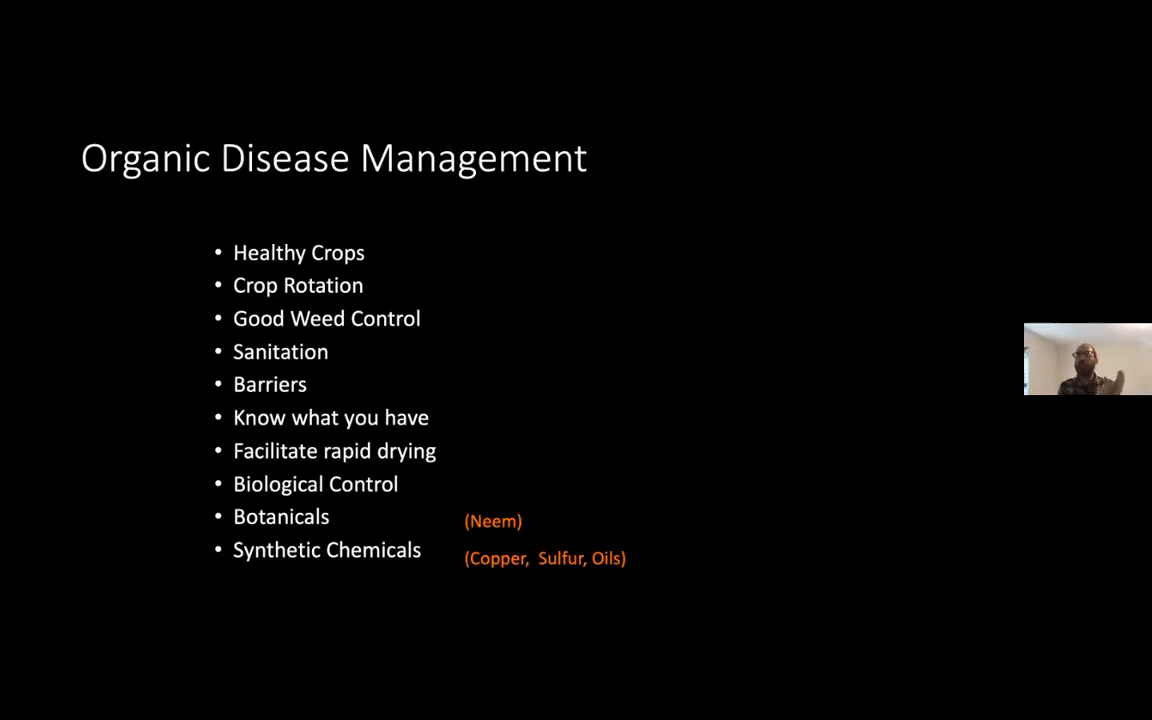 Organic Disease Management
• Healthy Crops
• Crop Rotation
• Good Weed Control
• Sanitation
• Barriers
• Know what you have
• Facilitate rapid drying
• Biological Control
• Botanicals (Neem)
• Synthetic Chemicals (Copper, Sulfur, Oils)